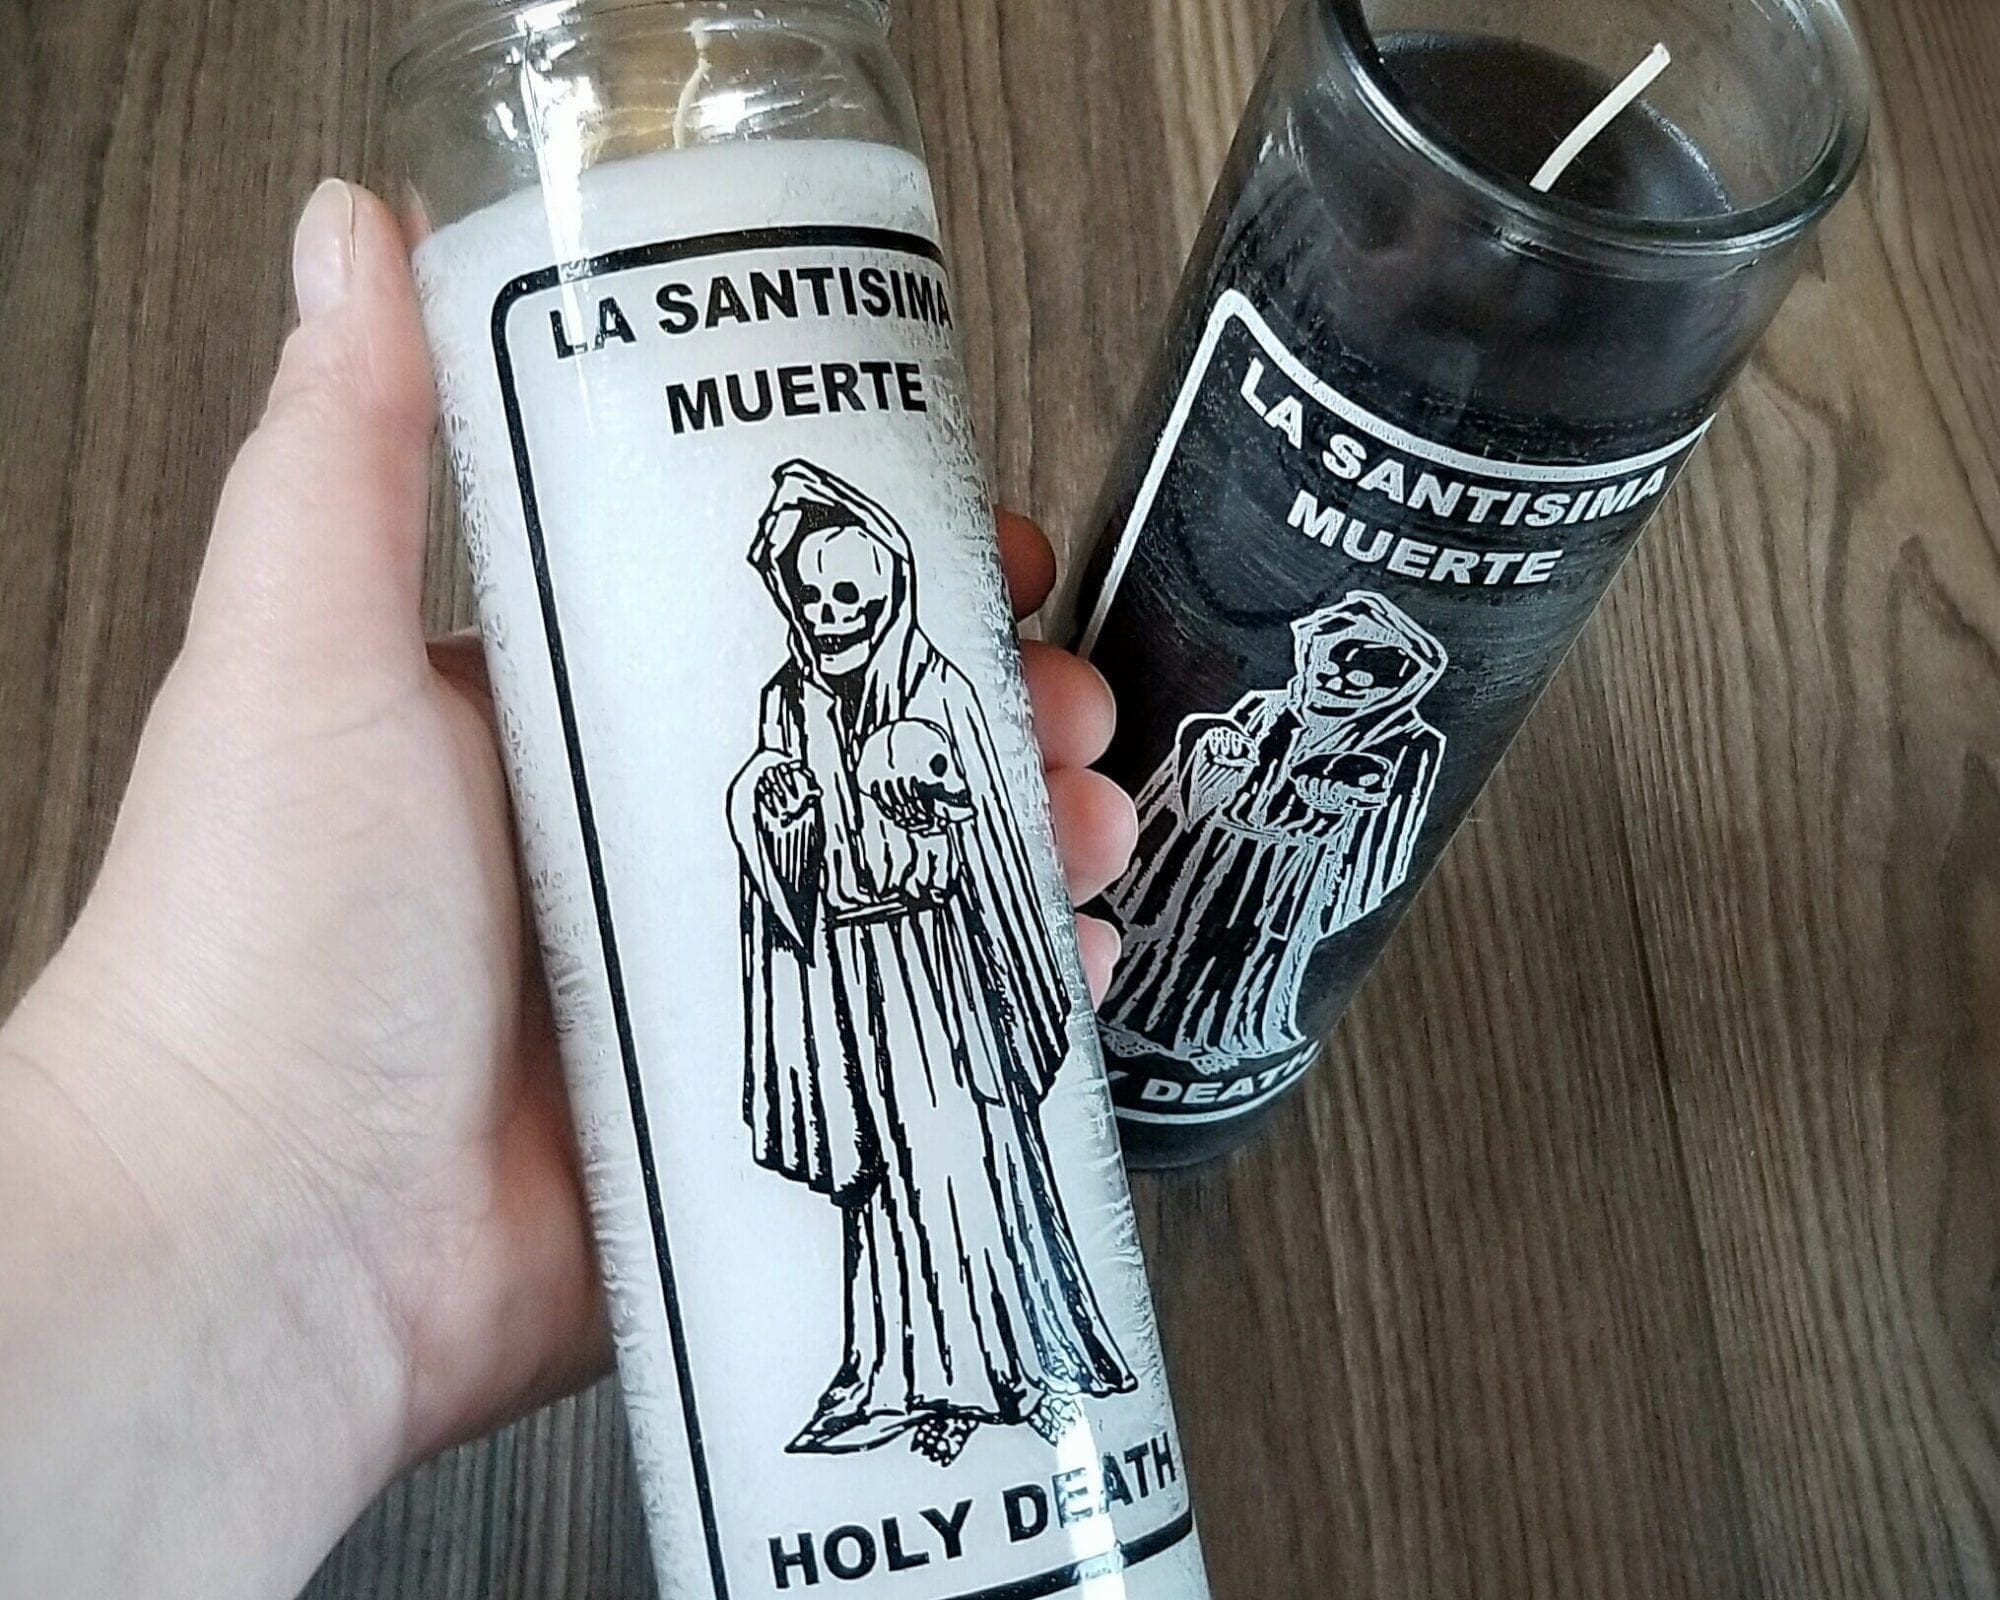 LA SANTISIMA
MUERTE
HOLY DEATH
LA SANTISIMA
MUERTE
DEATH